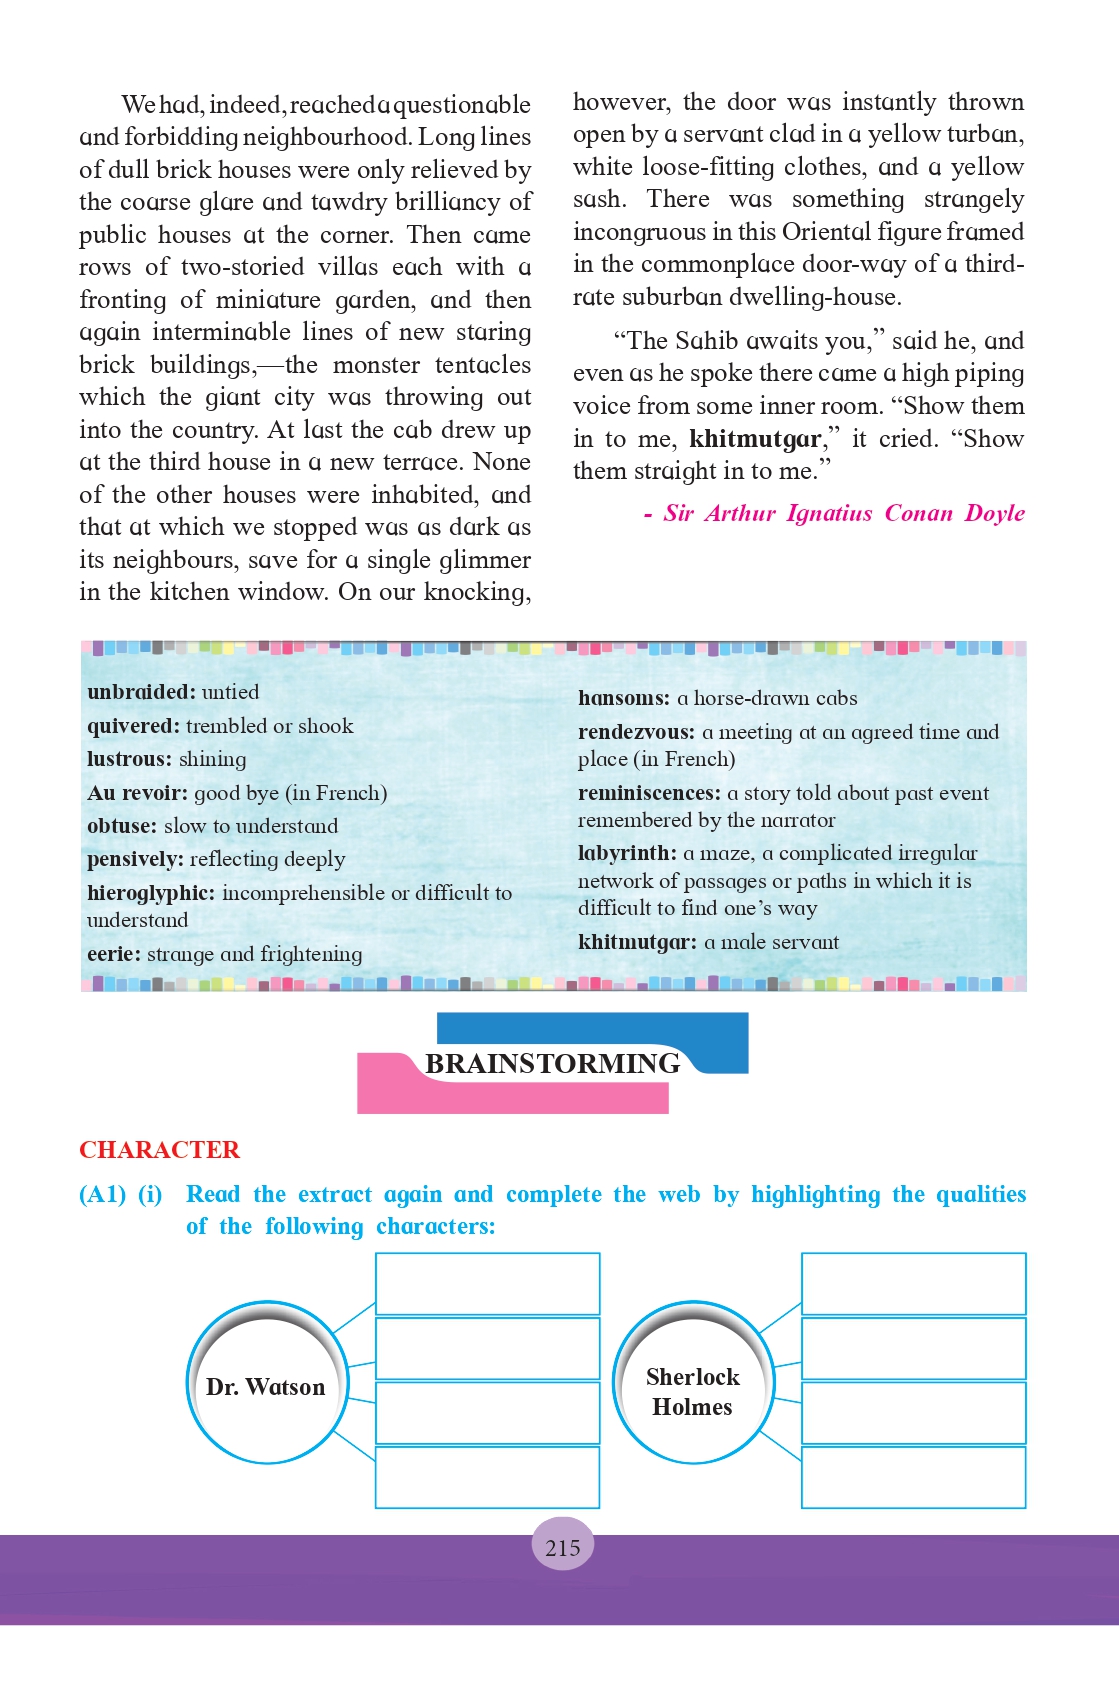 We had, indeed, reached a questionable
and forbidding neighbourhood. Long lines
of dull brick houses were only relieved by
the coarse glare and tawdry brilliancy of
public houses at the corner. Then came
rows of two-storied villas each with a
fronting of miniature garden, and then
again interminable lines of new staring
brick buildings,—the monster tentacles
which the giant city was throwing out
into the country. At last the cab drew up
at the third house in a new terrace. None
of the other houses were inhabited, and
that at which we stopped was as dark as
its neighbours, save for a single glimmer
in the kitchen window. On our knocking,
however, the door was instantly thrown
open by a servant clad in a yellow turban,
white loose-fitting clothes, and a yellow
sash. There was something strangely
incongruous in this Oriental figure framed
in the commonplace door-way of a third-
rate suburban dwelling-house.
“The Sahib awaits you,” said he, and
even as he spoke there came a high piping
voice from some inner room. “Show them
in to me, khitmutgar,” it cried. “Show
them straight in to me.”
- Sir Arthur Ignatius Conan Doyle
unbraided: untied
quivered: trembled or shook
lustrous: shining
Au revoir: good bye (in French)
obtuse: slow to understand
pensively: reflecting deeply
hieroglyphic: incomprehensible or difficult to
understand
eerie: strange and frightening
hansoms: a horse-drawn cabs
rendezvous: a meeting at an agreed time and
place (in French)
reminiscences: a story told about past event
remembered by the narrator
labyrinth: a maze, a complicated irregular
network of passages or paths in which it is
difficult to find one’s way
khitmutgar: a male servant
BRAINSTORMING
CHARACTER
(A1) (i) Read the extract again and complete the web by highlighting the qualities
of the following characters:
Dr. Watson
Sherlock
Holmes
215